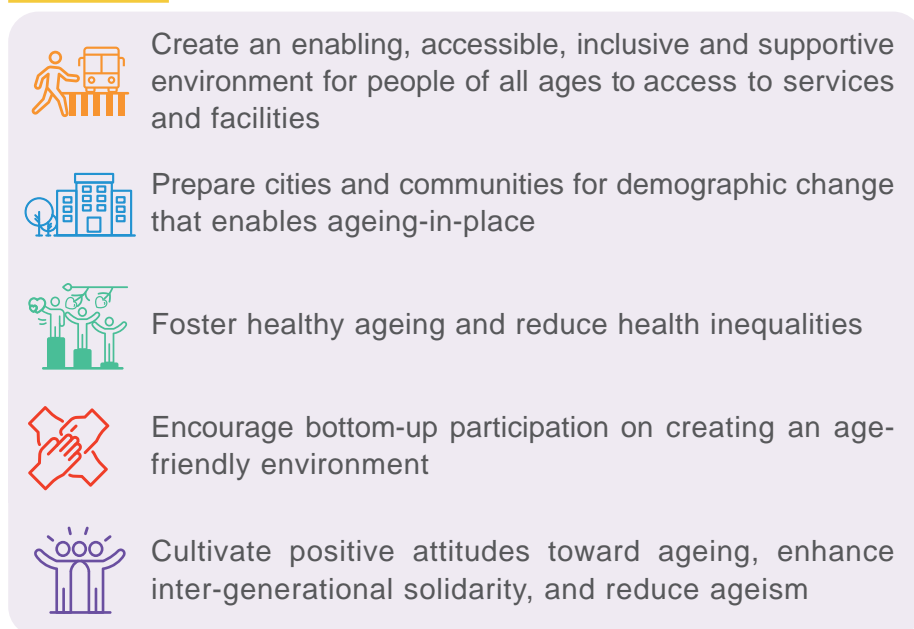 Create an enabling, accessible, inclusive and supportive
environment for people of all ages to access to services
and facilities
Prepare cities and communities for demographic change
that enables ageing-in-place
Foster healthy ageing and reduce health inequalities
Encourage bottom-up participation on creating an age-
friendly environment
Cultivate positive attitudes toward ageing, enhance
inter-generational solidarity, and reduce ageism